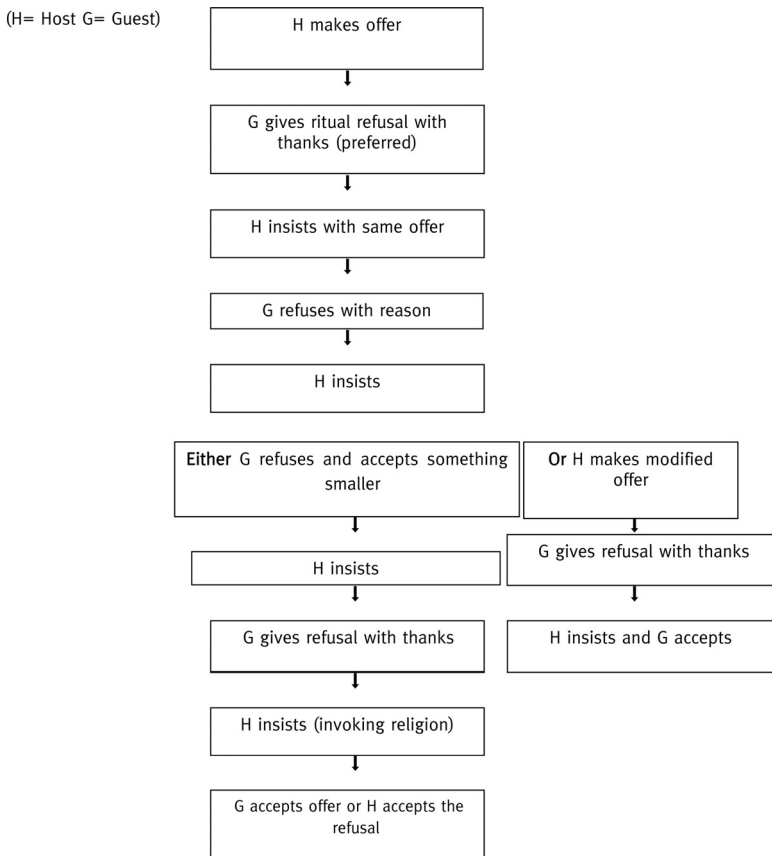 (H= Host G= Guest)
H makes offer
G gives ritual refusal with
thanks (preferred)
H insists with same offer
G refuses with reason
H insists
Either G refuses and accepts something
smaller
Or H makes modified
offer
H insists
G gives refusal with thanks
G gives refusal with thanks
H insists and G accepts
H insists (invoking religion)
G accepts offer or H accepts the
refusal